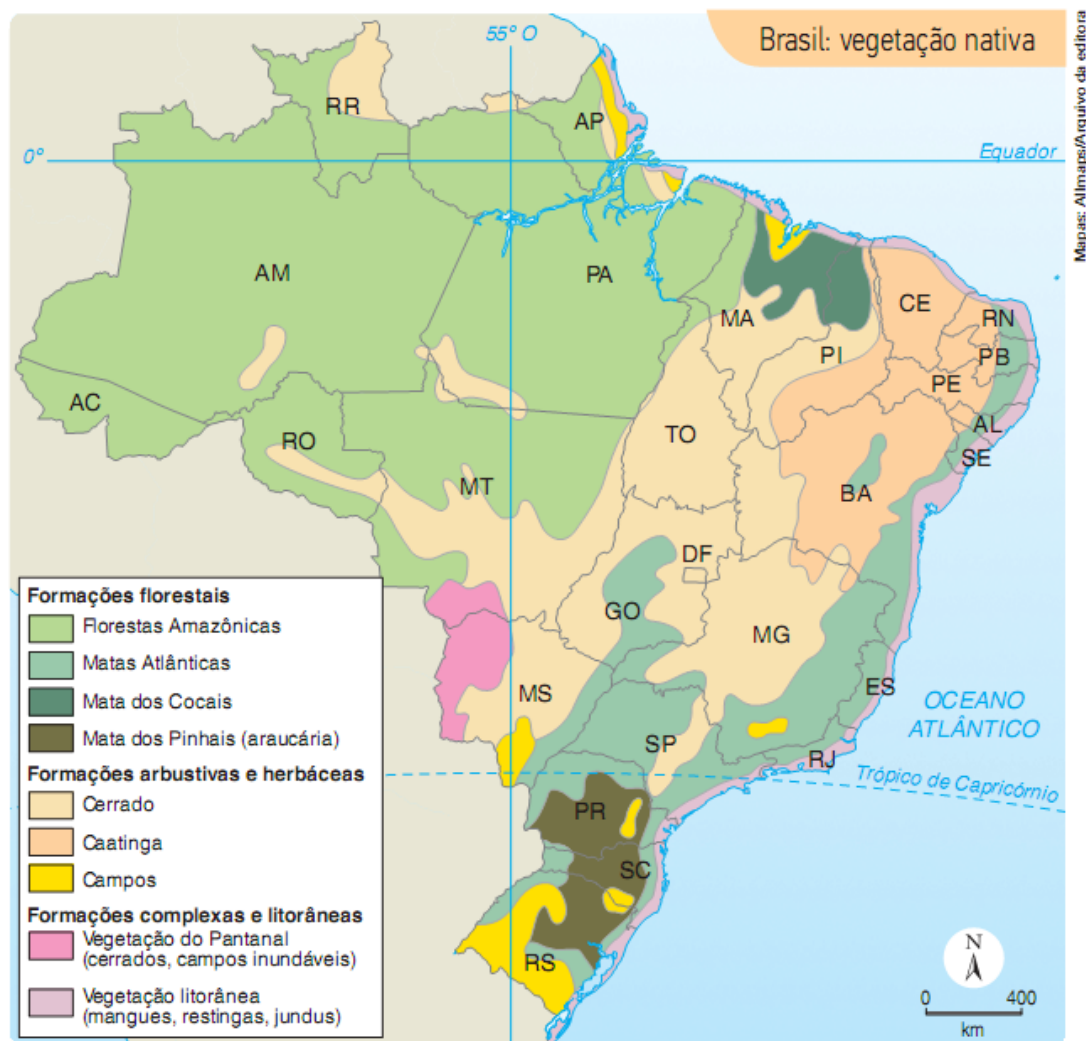 Brasil: vegetação nativa
Mapas: Allmaps/Arquivo da editora
55º O
0º
Equador
RR
AP
AM
PA
MA
CE
RN
PI
PB
PE
AC
AL
TO
SE
RO
MT
BA
DF
GO
MG
MS
ES
SP
RJ
PR
SC
RS
OCEANO
ATLÂNTICO
Trópico de Capricórnio
Formações florestais
Florestas Amazônicas
Matas Atlânticas
Mata dos Cocais
Mata dos Pinhais (araucária)
Formações arbustivas e herbáceas
Cerrado
Caatinga
Campos
Formações complexas e litorâneas
Vegetação do Pantanal
(cerrados, campos inundáveis)
Vegetação litorânea
(mangues, restingas, jundus)
N
0 400
km